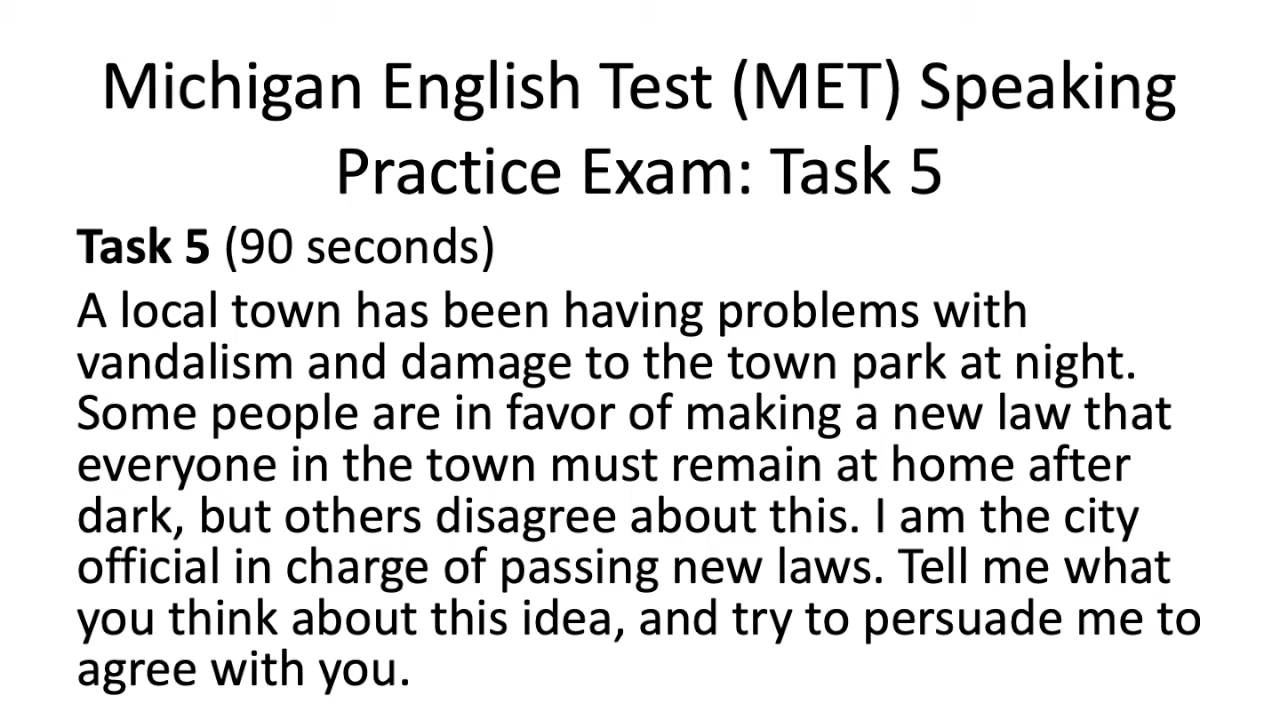 Michigan English Test (MET) Speaking
Practice Exam: Task 5
Task 5 (90 seconds)
A local town has been having problems with
vandalism and damage to the town park at night.
Some people are in favor of making a new law that
everyone in the town must remain at home after
dark, but others disagree about this. I am the city
official in charge of passing new laws. Tell me what
you think about this idea, and try to persuade me to
agree with you.